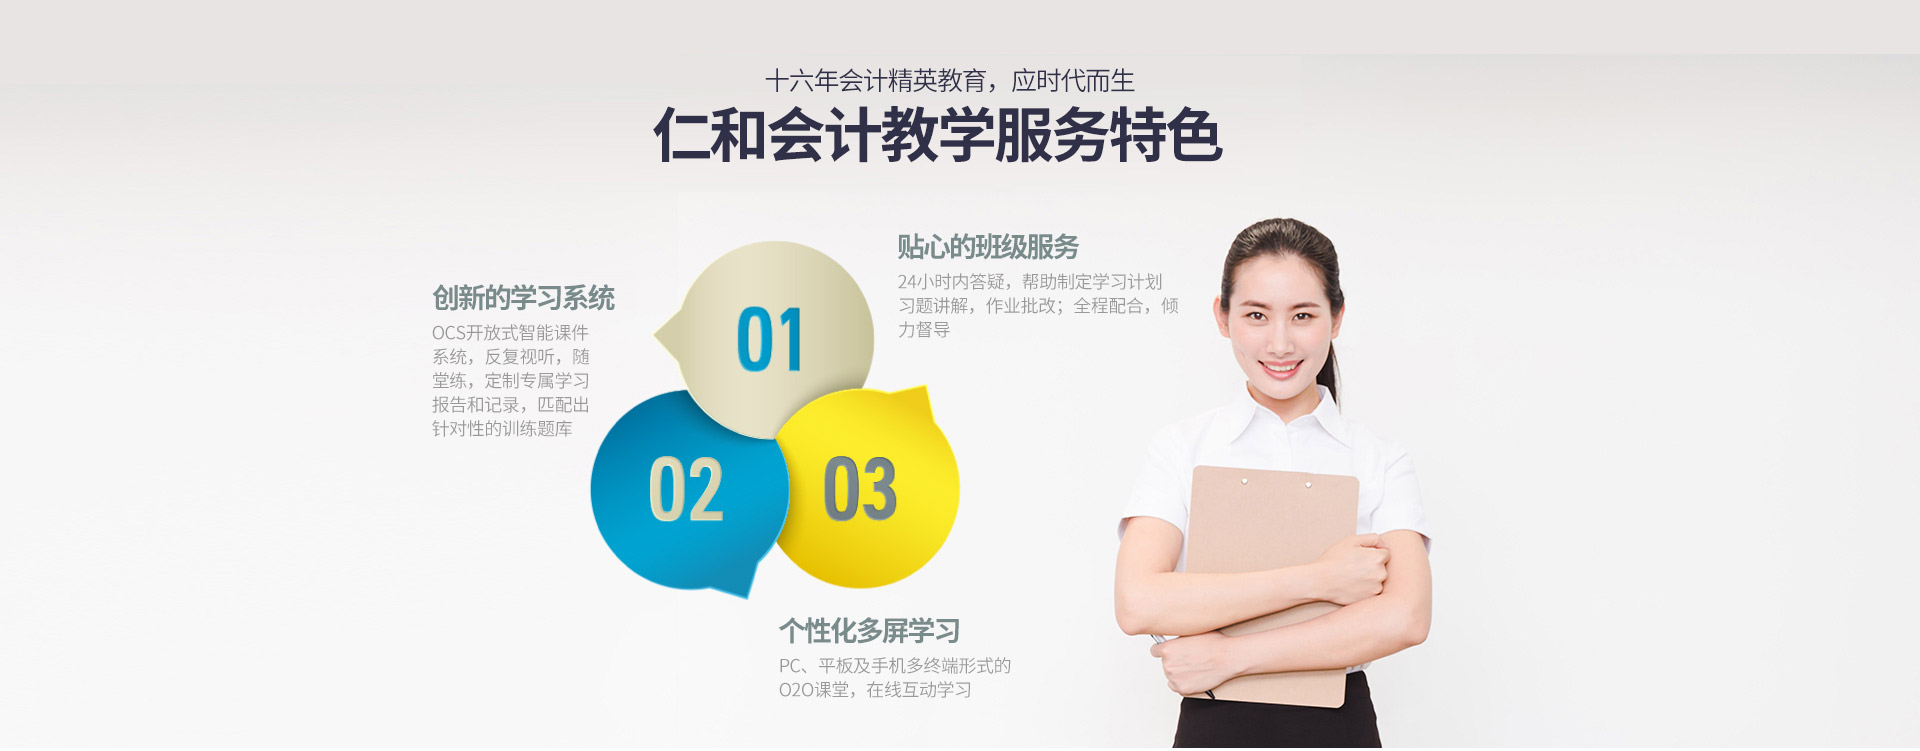 十六年会计精英教育，应时代而生
仁和会计教学服务特色
创新的学习系统
OCS开放式智能课件
系统，反复视听，随
堂练，定制专属学习
报告和记录，匹配出
针对性的训练题库
01
贴心的班级服务
24小时内答疑，帮助制定学习计划
习题讲解，作业批改；全程配合，倾
力督导
02
03
个性化多屏学习
PC、平板及手机多终端形式的
O2O课堂，在线互动学习